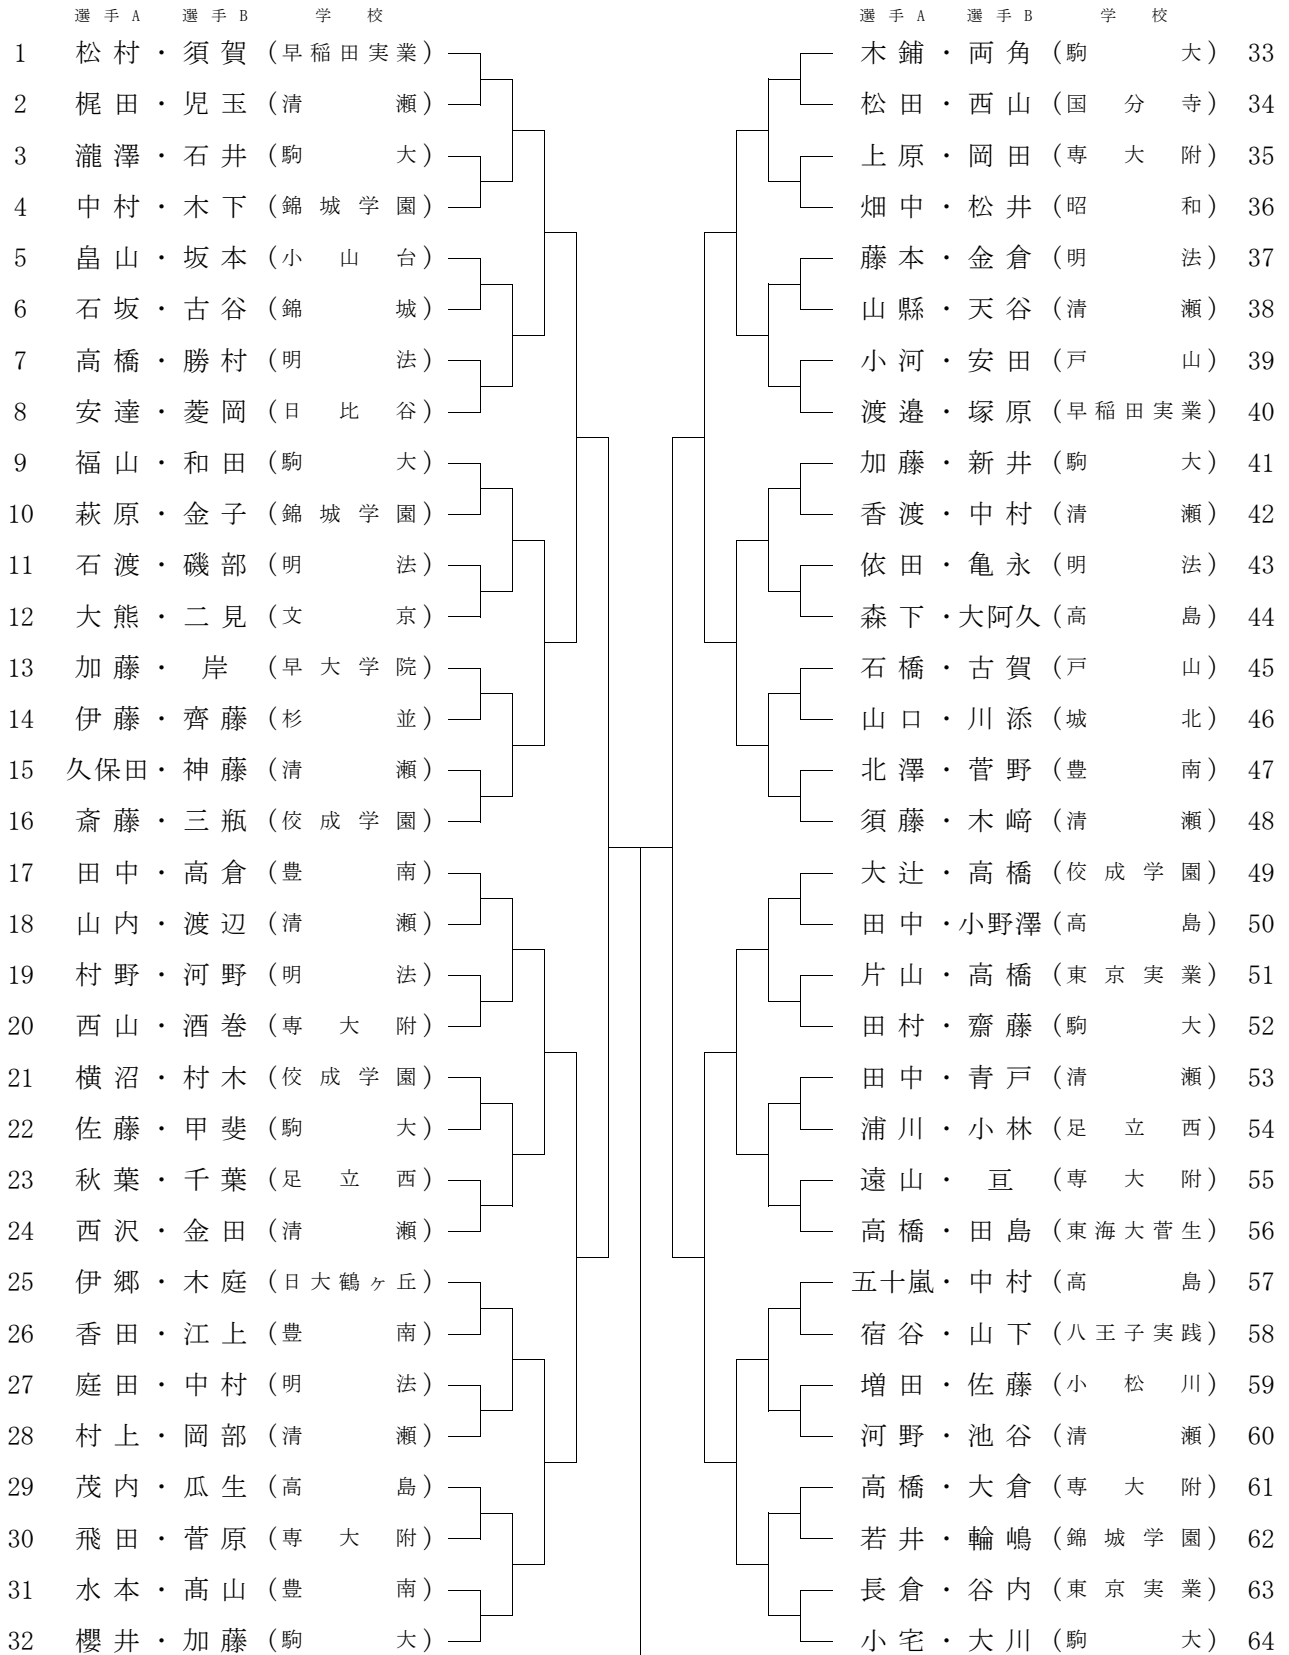 選手A 選手B 学校
1 松村・須賀（早稲田実業）
2 梶田・児玉（清瀬）
3 瀧澤・石井（駒大）
4 中村・木下（錦城学園）
5 畠山・坂本（小山台）
6 石坂・古谷（錦城）
7 高橋・勝村（明法）
8 安達・菱岡（日比谷）
9 福山・和田（駒大）
10 萩原・金子（錦城学園）
11 石渡・磯部（明法）
12 大熊・二見（文京）
13 加藤・岸（早大学院）
14 伊藤・齊藤（杉並）
15 久保田・神藤（清瀬）
16 斎藤・三瓶（佼成学園）
17 田中・高倉（豊南）
18 山内・渡辺（清瀬）
19 村野・河野（明法）
20 西山・酒巻（専大附）
21 横沼・村木（佼成学園）
22 佐藤・甲斐（駒大）
23 秋葉・千葉（足立西）
24 西沢・金田（清瀬）
25 伊郷・木庭（日大鶴ヶ丘）
26 香田・江上（豊南）
27 庭田・中村（明法）
28 村上・岡部（清瀬）
29 茂内・瓜生（高島）
30 飛田・菅原（専大附）
31 水本・髙山（豊南）
32 櫻井・加藤（駒大）
選手A 選手B 学校
木鋪・両角（駒大） 33
松田・西山（国分寺） 34
上原・岡田（専大附） 35
畑中・松井（昭和） 36
藤本・金倉（明法） 37
山縣・天谷（清瀬） 38
小河・安田（戸山） 39
渡邉・塚原（早稲田実業） 40
加藤・新井（駒大） 41
香渡・中村（清瀬） 42
依田・亀永（明法） 43
森下・大阿久（高島） 44
石橋・古賀（戸山） 45
山口・川添（城北） 46
北澤・菅野（豊南） 47
須藤・木﨑（清瀬） 48
大辻・高橋（佼成学園） 49
田中・小野澤（高島） 50
片山・高橋（東京実業） 51
田村・齋藤（駒大） 52
田中・青戸（清瀬） 53
浦川・小林（足立西） 54
遠山・亘（専大附） 55
高橋・田島（東海大菅生） 56
五十嵐・中村（高島） 57
宿谷・山下（八王子実践） 58
増田・佐藤（小松川） 59
河野・池谷（清瀬） 60
高橋・大倉（専大附） 61
若井・輪嶋（錦城学園） 62
長倉・谷内（東京実業） 63
小宅・大川（駒大） 64